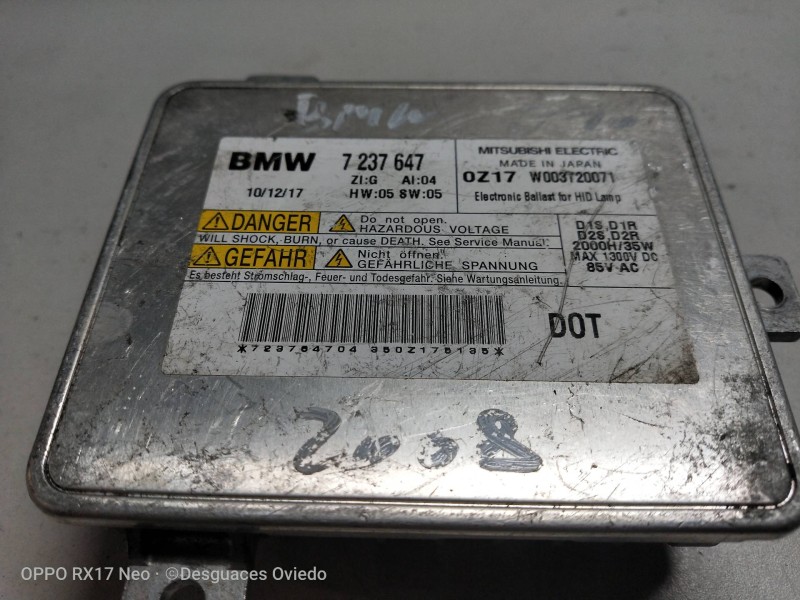 BMW 7 237 647
ZI:G AI:04
10/12/17 HW:05 SW:05
MITSUBISHI ELECTRIC
MADE IN JAPAN
0Z17 W003T20071
Electronic Ballast for HID Lamp
DANGER Do not open.
HAZARDOUS VOLTAGE
WILL SHOCK, BURN, or cause DEATH. See Service Manual.
GEFAHR Nicht öffnen.
GEFÄHRLICHE SPANNUNG
Es besteht Stromschlag-, Feuer- und Todesgefahr. Siehe Wartungsanleitung.
D1S,D1R
D2S,D2R
2000H/35W
MAX 1300V DC
85V AC
*723764704 350Z175135*
DOT
2008
OPPO RX17 Neo · ©Desguaces Oviedo